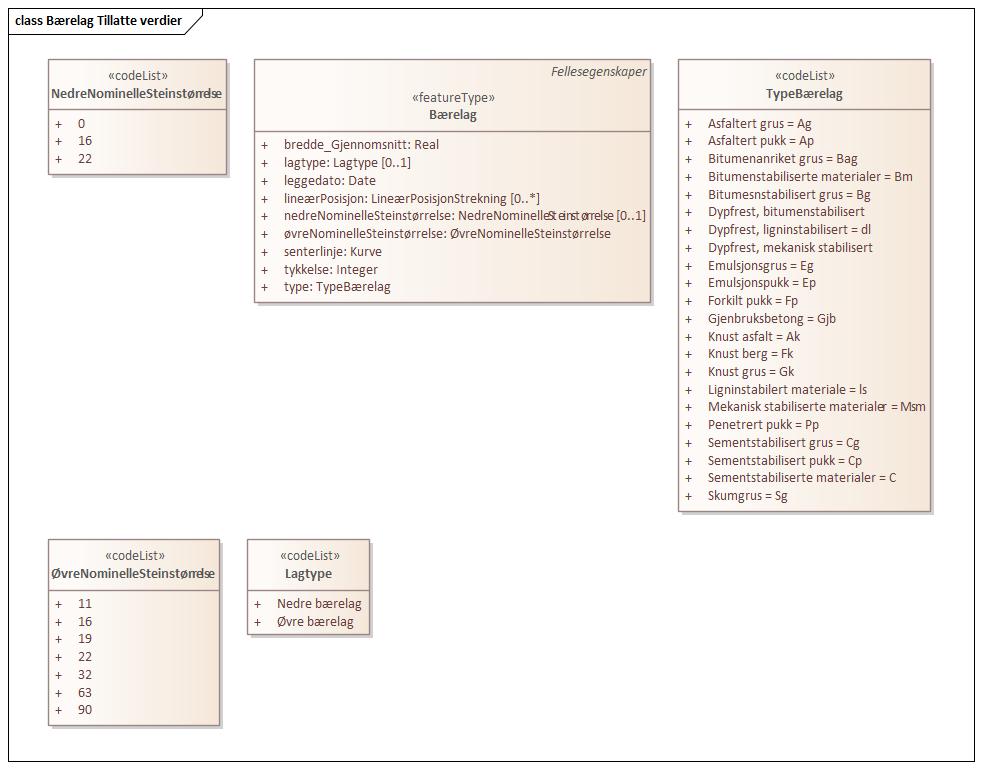 class Bærelag Tillatte verdier
«codeList»
NedreNominelleSteinstørrelse
+ 0
+ 16
+ 22
Fellesegenskaper
«featureType»
Bærelag
+ bredde_Gjennomsnitt: Real
+ lagtype: Lagtype [0..1]
+ leggedato: Date
+ lineærPosisjon: LineærPosisjonStrekning [0..*]
+ nedreNominelleSteinstørrelse: NedreNominelleSteinstørrelse [0..1]
+ øvreNominelleSteinstørrelse: ØvreNominelleSteinstørrelse
+ senterlinje: Kurve
+ tykkelse: Integer
+ type: TypeBærelag
«codeList»
TypeBærelag
+ Asfaltert grus = Ag
+ Asfaltert pukk = Ap
+ Bitumenanriket grus = Bag
+ Bitumenstabiliserte materialer = Bm
+ Bitumesnstabilisert grus = Bg
+ Dypfrest, bitumenstabilisert
+ Dypfrest, ligninstabilisert = dl
+ Dypfrest, mekanisk stabilisert
+ Emulsjonsgrus = Eg
+ Emulsjonspukk = Ep
+ Forkilt pukk = Fp
+ Gjenbruksbetong = Gjb
+ Knust asfalt = Ak
+ Knust berg = Fk
+ Knust grus = Gk
+ Ligninstabilert materiale = ls
+ Mekanisk stabiliserte materialer = Msm
+ Penetrert pukk = Pp
+ Sementstabilisert grus = Cg
+ Sementstabilisert pukk = Cp
+ Sementstabiliserte materialer = C
+ Skumgrus = Sg
«codeList»
ØvreNominelleSteinstørrelse
+ 11
+ 16
+ 19
+ 22
+ 32
+ 63
+ 90
«codeList»
Lagtype
+ Nedre bærelag
+ Øvre bærelag